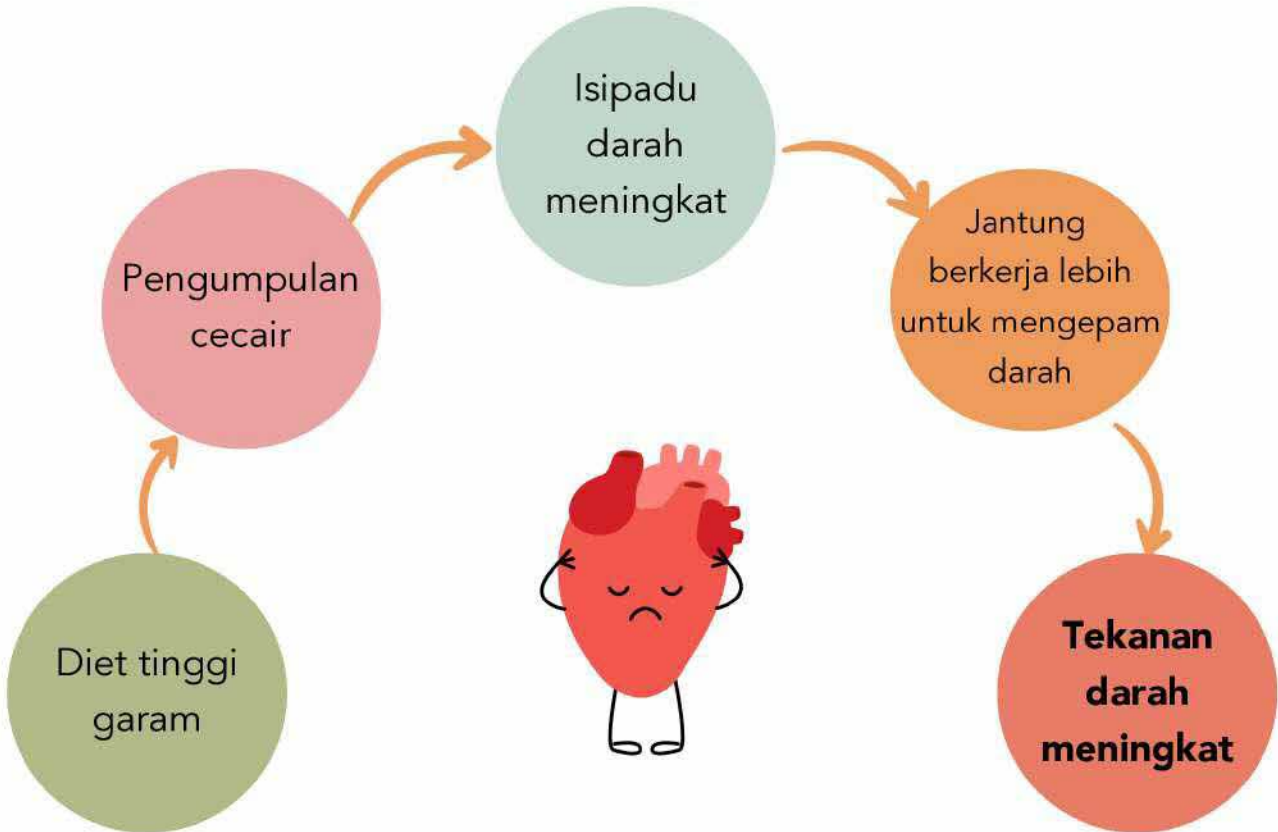 Diet tinggi
garam
Pengumpulan
cecair
Isipadu
darah
meningkat
Jantung
berkerja lebih
untuk mengepam
darah
Tekanan
darah
meningkat